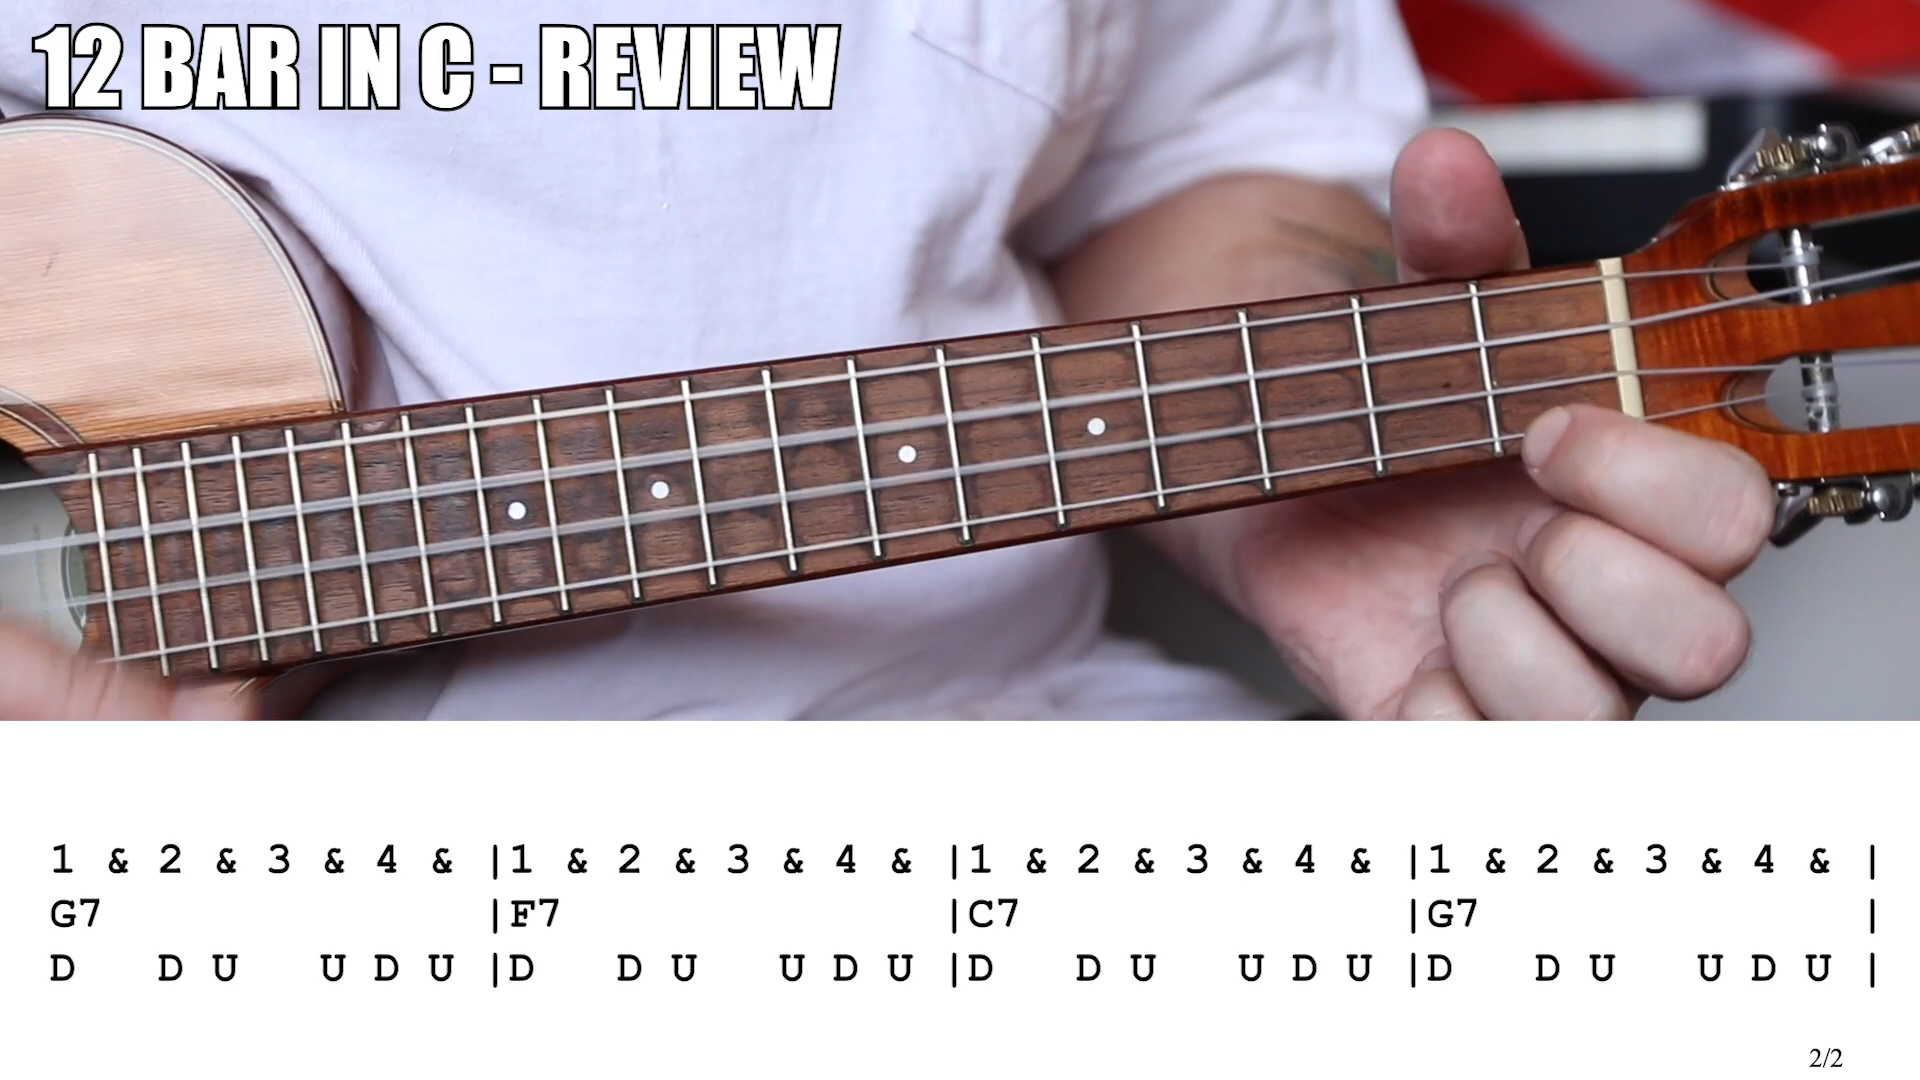 12 BAR IN C - REVIEW
1 & 2 & 3 & 4 & |1 & 2 & 3 & 4 & |1 & 2 & 3 & 4 & |1 & 2 & 3 & 4 & |
G7 |F7 |C7 |G7 |
D D U U D U |D D U U D U |D D U U D U |D D U U D U |
2/2